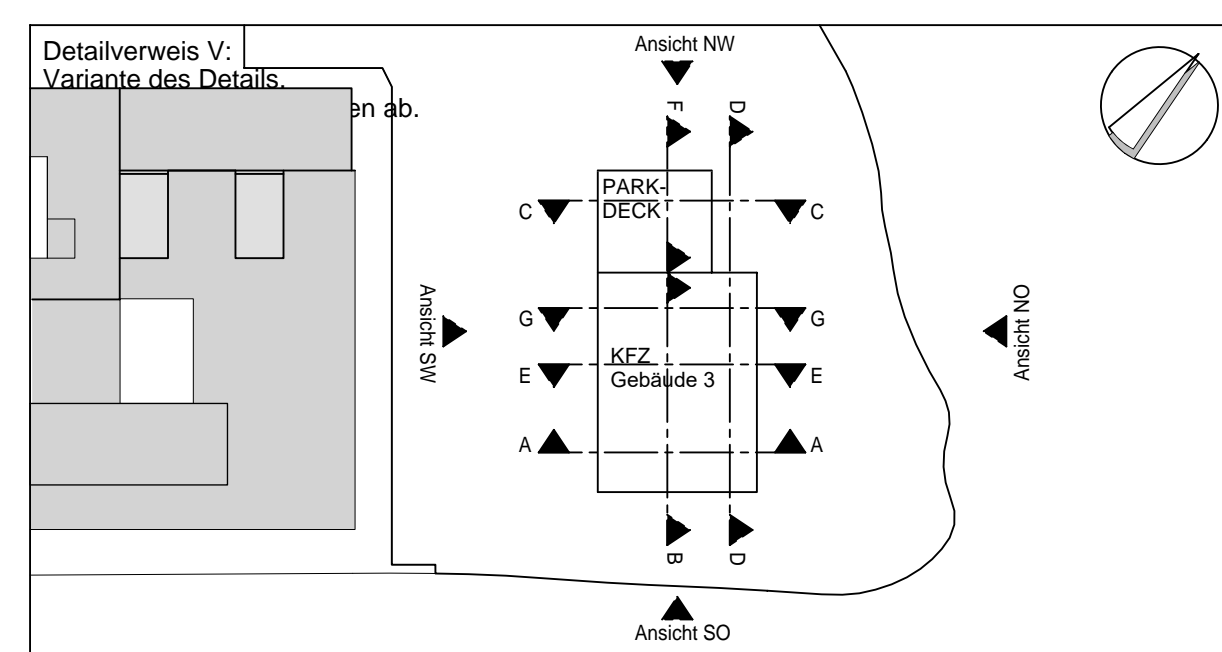 Detailverweis V:
Variante des Details.
en ab.
Ansicht NW
F
D
PARK-
DECK
C
C
Ansicht SW
G
G
Ansicht NO
KFZ
Gebäude 3
E
E
A
A
B
D
Ansicht SO